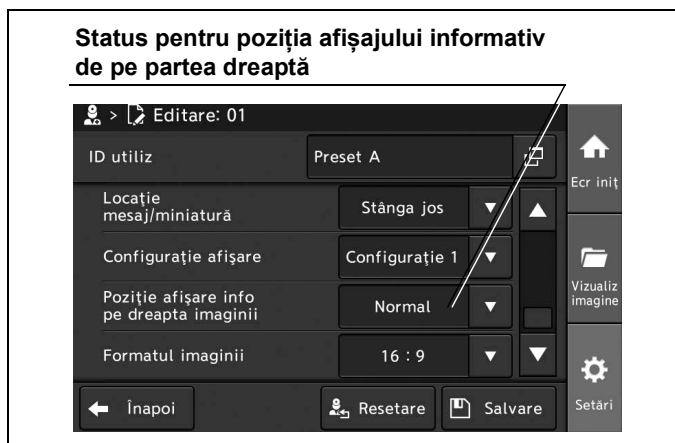 Status pentru poziția afișajului informativ
de pe partea dreaptă
> Editare: 01
ID utiliz
Preset A
Ecr iniț
Locație
mesaj/miniatură
Stânga jos
Configurație afișare
Configurație 1
Vizualiz
imagine
Poziție afișare info
pe dreapta imaginii
Normal
Formatul imaginii
16 : 9
Înapoi
Resetare
Salvare
Setări